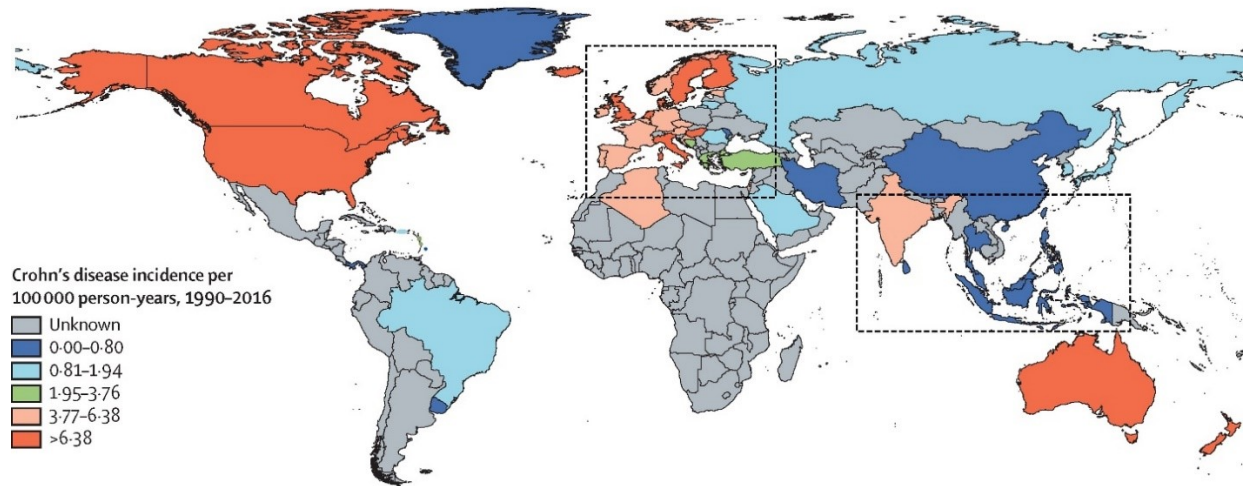 Crohn's disease incidence per
100 000 person-years, 1990–2016
Unknown
0·00–0·80
0·81–1·94
1·95–3·76
3·77–6·38
>6·38